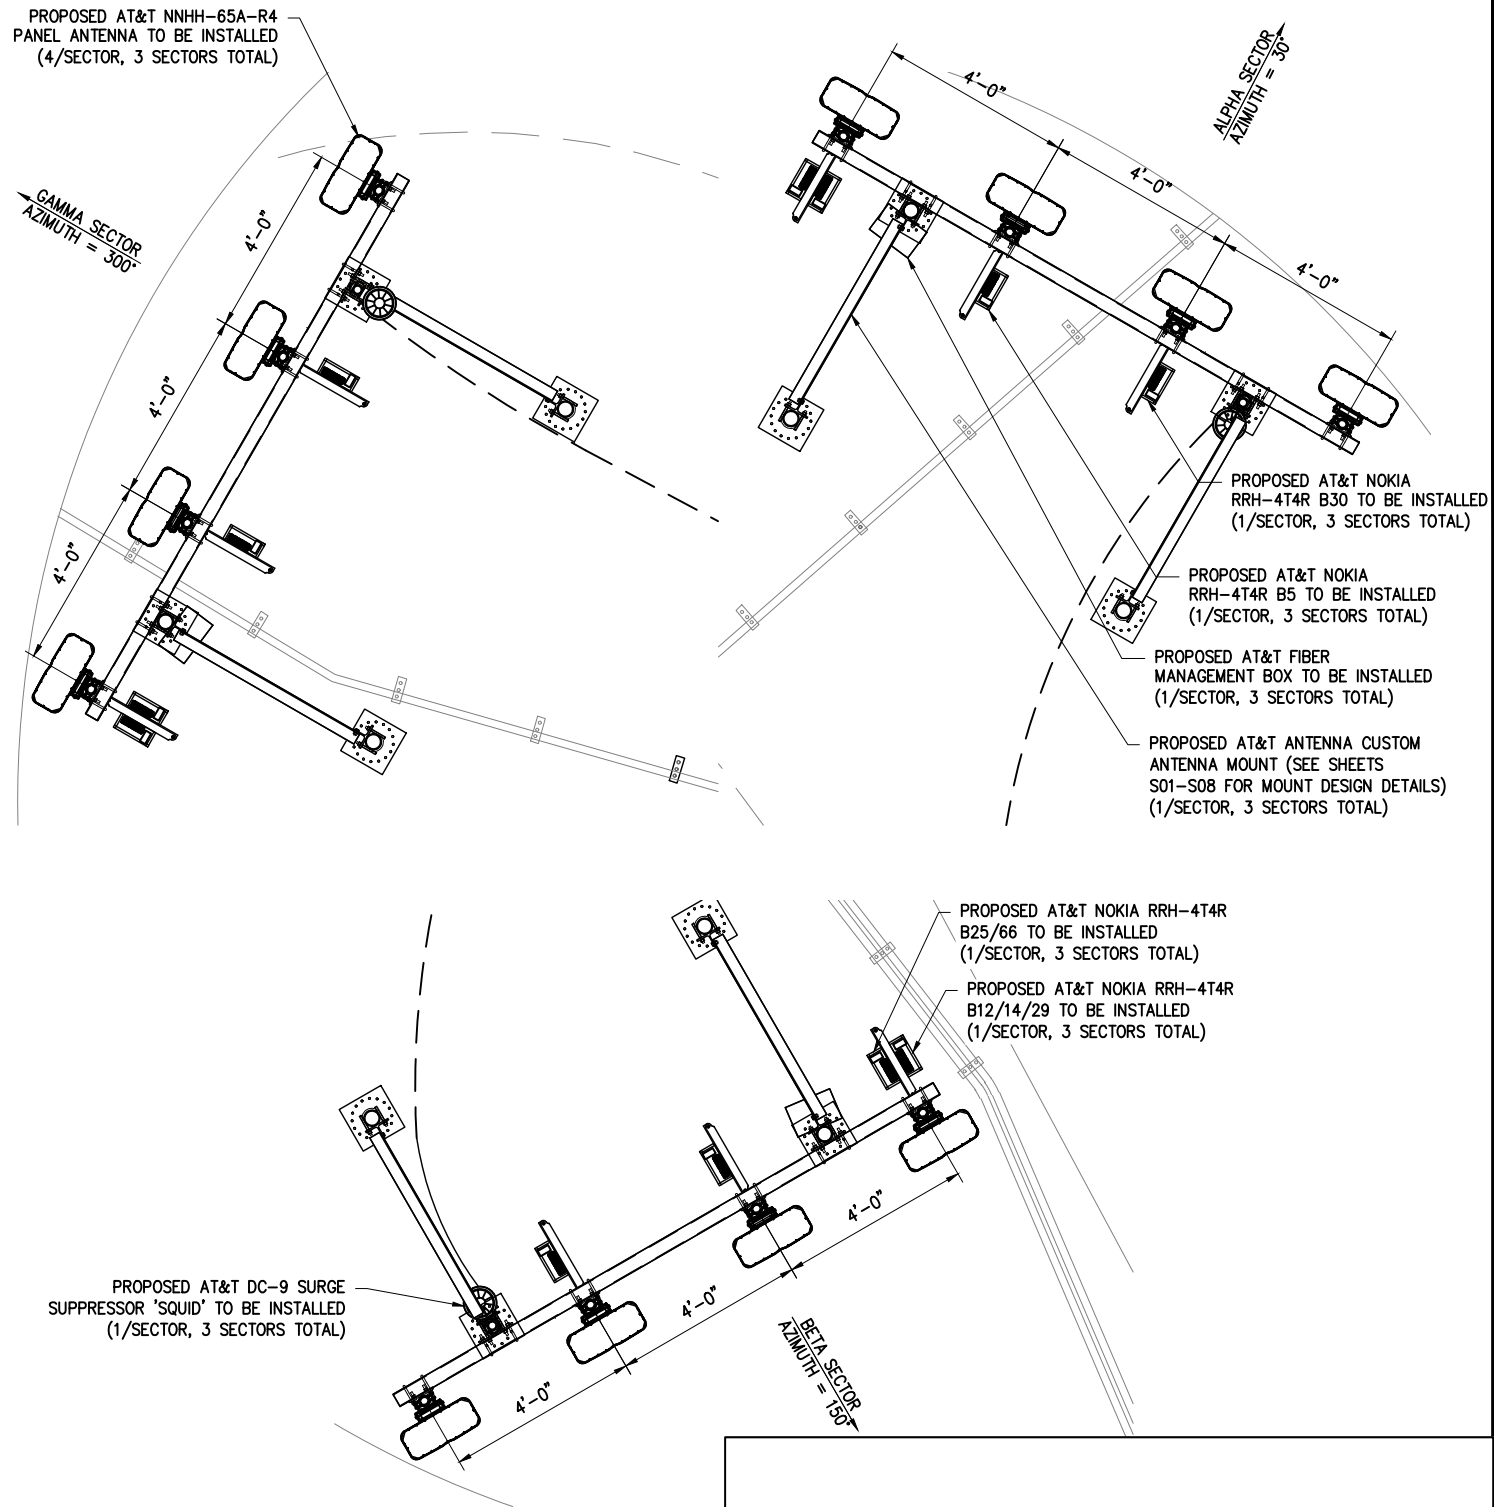 PROPOSED AT&T NNHH-65A-R4
PANEL ANTENNA TO BE INSTALLED
(4/SECTOR, 3 SECTORS TOTAL)
GAMMA SECTOR
AZIMUTH = 300°
4'-0"
4'-0"
4'-0"
ALPHA SECTOR
AZIMUTH = 30°
4'-0"
4'-0"
4'-0"
PROPOSED AT&T NOKIA
RRH-4T4R B30 TO BE INSTALLED
(1/SECTOR, 3 SECTORS TOTAL)
PROPOSED AT&T NOKIA
RRH-4T4R B5 TO BE INSTALLED
(1/SECTOR, 3 SECTORS TOTAL)
PROPOSED AT&T FIBER
MANAGEMENT BOX TO BE INSTALLED
(1/SECTOR, 3 SECTORS TOTAL)
PROPOSED AT&T ANTENNA CUSTOM
ANTENNA MOUNT (SEE SHEETS
S01-S08 FOR MOUNT DESIGN DETAILS)
(1/SECTOR, 3 SECTORS TOTAL)
PROPOSED AT&T NOKIA RRH-4T4R
B25/66 TO BE INSTALLED
(1/SECTOR, 3 SECTORS TOTAL)
PROPOSED AT&T NOKIA RRH-4T4R
B12/14/29 TO BE INSTALLED
(1/SECTOR, 3 SECTORS TOTAL)
4'-0"
4'-0"
4'-0"
PROPOSED AT&T DC-9 SURGE
SUPPRESSOR 'SQUID' TO BE INSTALLED
(1/SECTOR, 3 SECTORS TOTAL)
BETA SECTOR
AZIMUTH = 150°